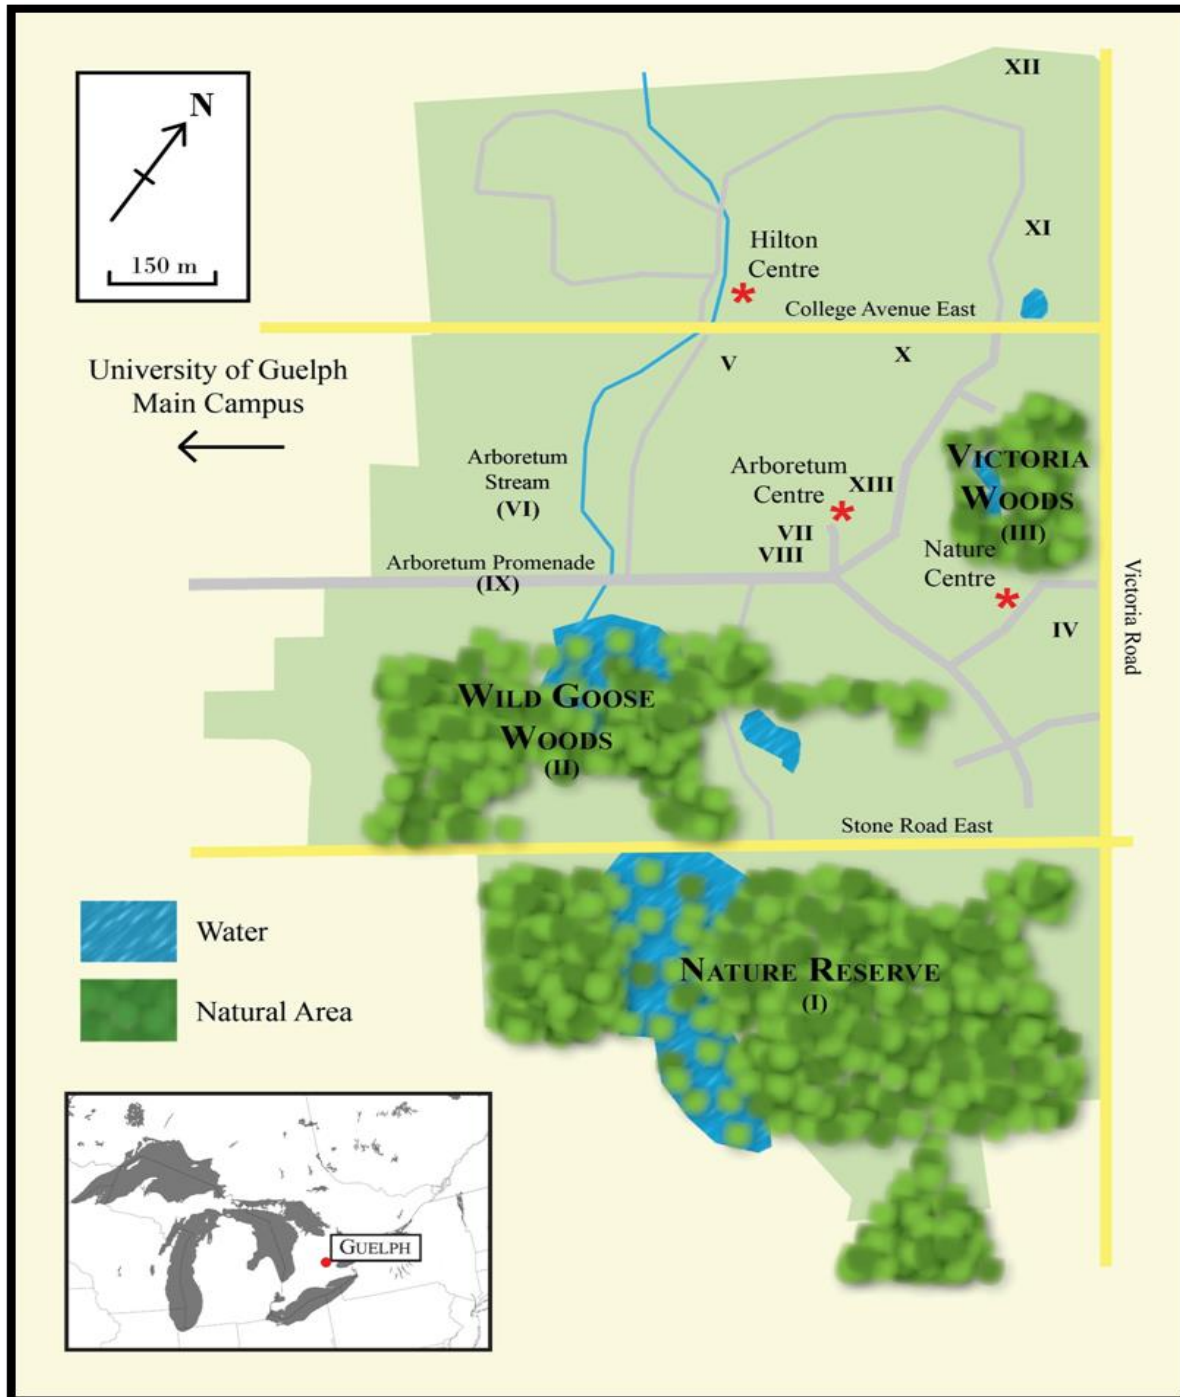 XII
N
150 m
XI
Hilton
Centre
College Avenue East
V
X
University of Guelph
Main Campus
Arboretum
Stream
(VI)
Arboretum
Centre
XIII
VII
VIII
Victoria
Woods
(III)
Nature
Centre
Arboretum Promenade
(IX)
Victoria Road
IV
Wild Goose
Woods
(II)
Stone Road East
Water
Natural Area
Nature Reserve
(I)
Guelph